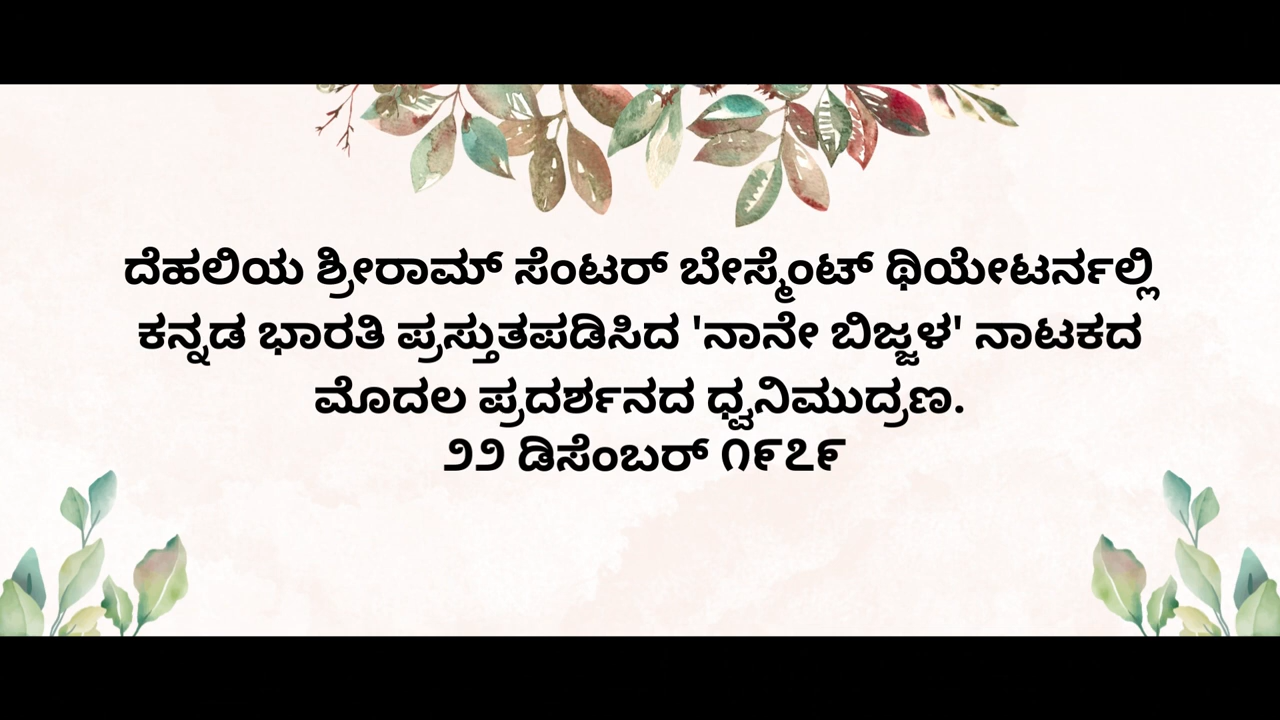 ದೆಹಲಿಯ ಶ್ರೀರಾಮ್ ಸೆಂಟರ್ ಬೇಸ್ಮೆಂಟ್ ಥಿಯೇಟರ್ನಲ್ಲಿ
ಕನ್ನಡ ಭಾರತಿ ಪ್ರಸ್ತುತಪಡಿಸಿದ 'ನಾನೇ ಬಿಜ್ಜಳ' ನಾಟಕದ
ಮೊದಲ ಪ್ರದರ್ಶನದ ಧ್ವನಿಮುದ್ರಣ.
೨೨ ಡಿಸೆಂಬರ್ ೧೯೭೯